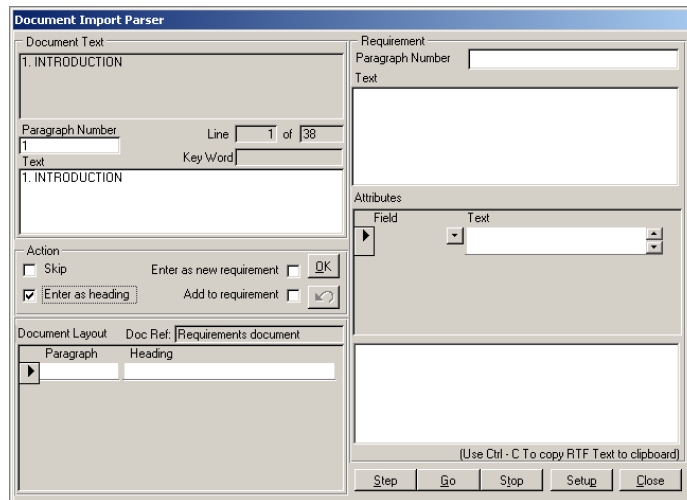 Document Import Parser
Document Text
1. INTRODUCTION
Paragraph Number
1
Line 1 of 38
Key Word
Text
1. INTRODUCTION
Action
Skip
Enter as new requirement
OK
Enter as heading
Add to requirement
Document Layout
Doc Ref: Requirements document
Paragraph Heading
Requirement
Paragraph Number
Text
Attributes
Field Text
(Use Ctrl - C To copy RTF Text to clipboard)
Step Go Stop Setup Close